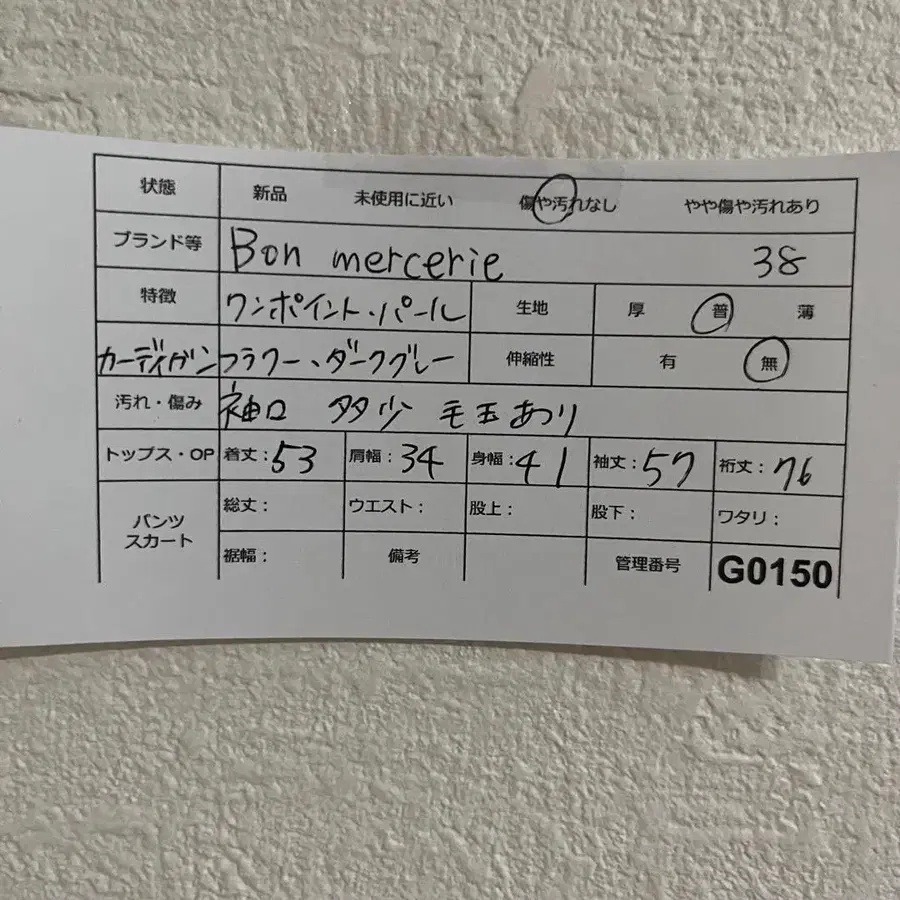 状態 新品 未使用に近い 傷や汚れなし やや傷や汚れあり
ブランド等 Bon mercerie 38
特徴 ワンポイント・パール 生地 厚 普 薄
カーディガン フラワー、ダークグレー 伸縮性 有 無
汚れ・傷み 袖口 多少 毛玉あり
トップス・OP 着丈:53 肩幅:34 身幅:41 袖丈:57 裄丈:76
パンツ スカート 総丈: ウエスト: 股上: 股下: ワタリ:
裾幅: 備考 管理番号 G0150